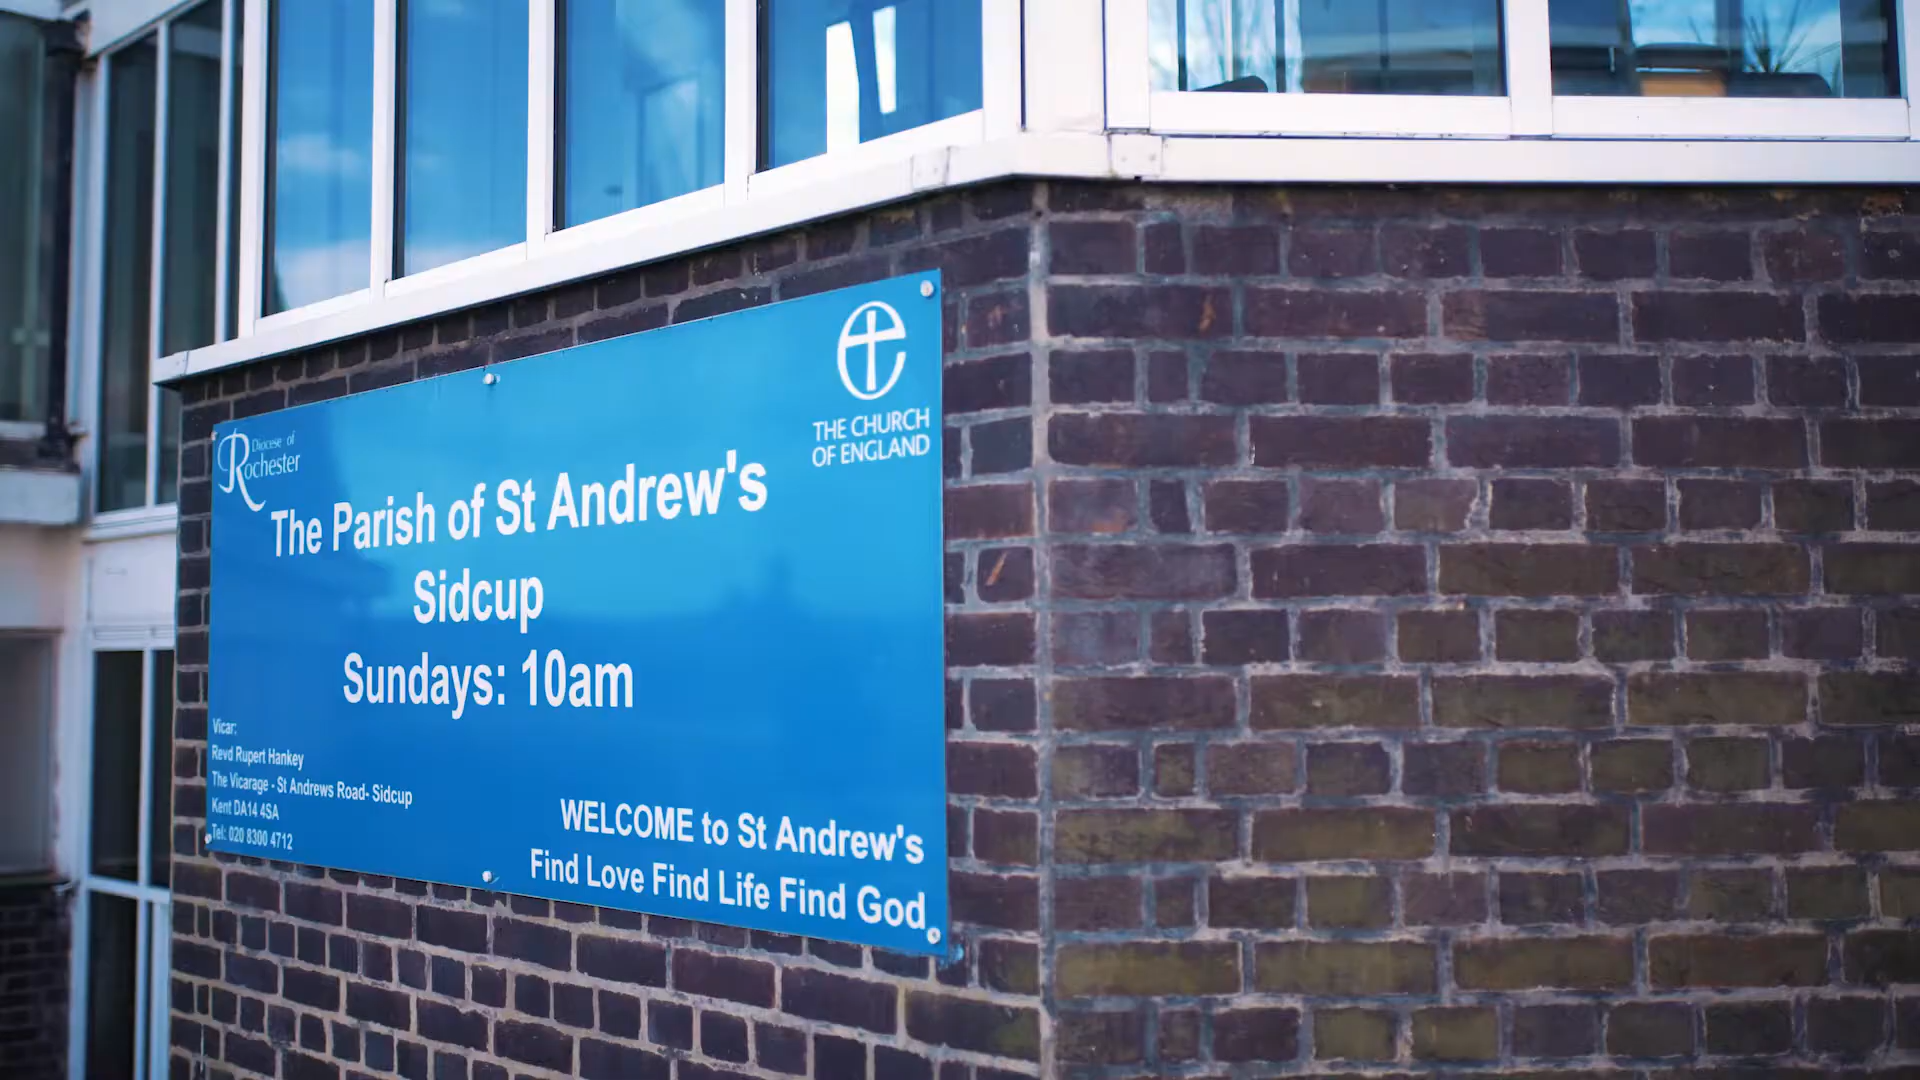 Diocese of
Rochester
THE CHURCH
OF ENGLAND
The Parish of St Andrew's
Sidcup
Sundays: 10am
Vicar:
Revd Rupert Hankey
The Vicarage - St Andrews Road- Sidcup
Kent DA14 4SA
Tel: 020 8300 4712
WELCOME to St Andrew's
Find Love Find Life Find God